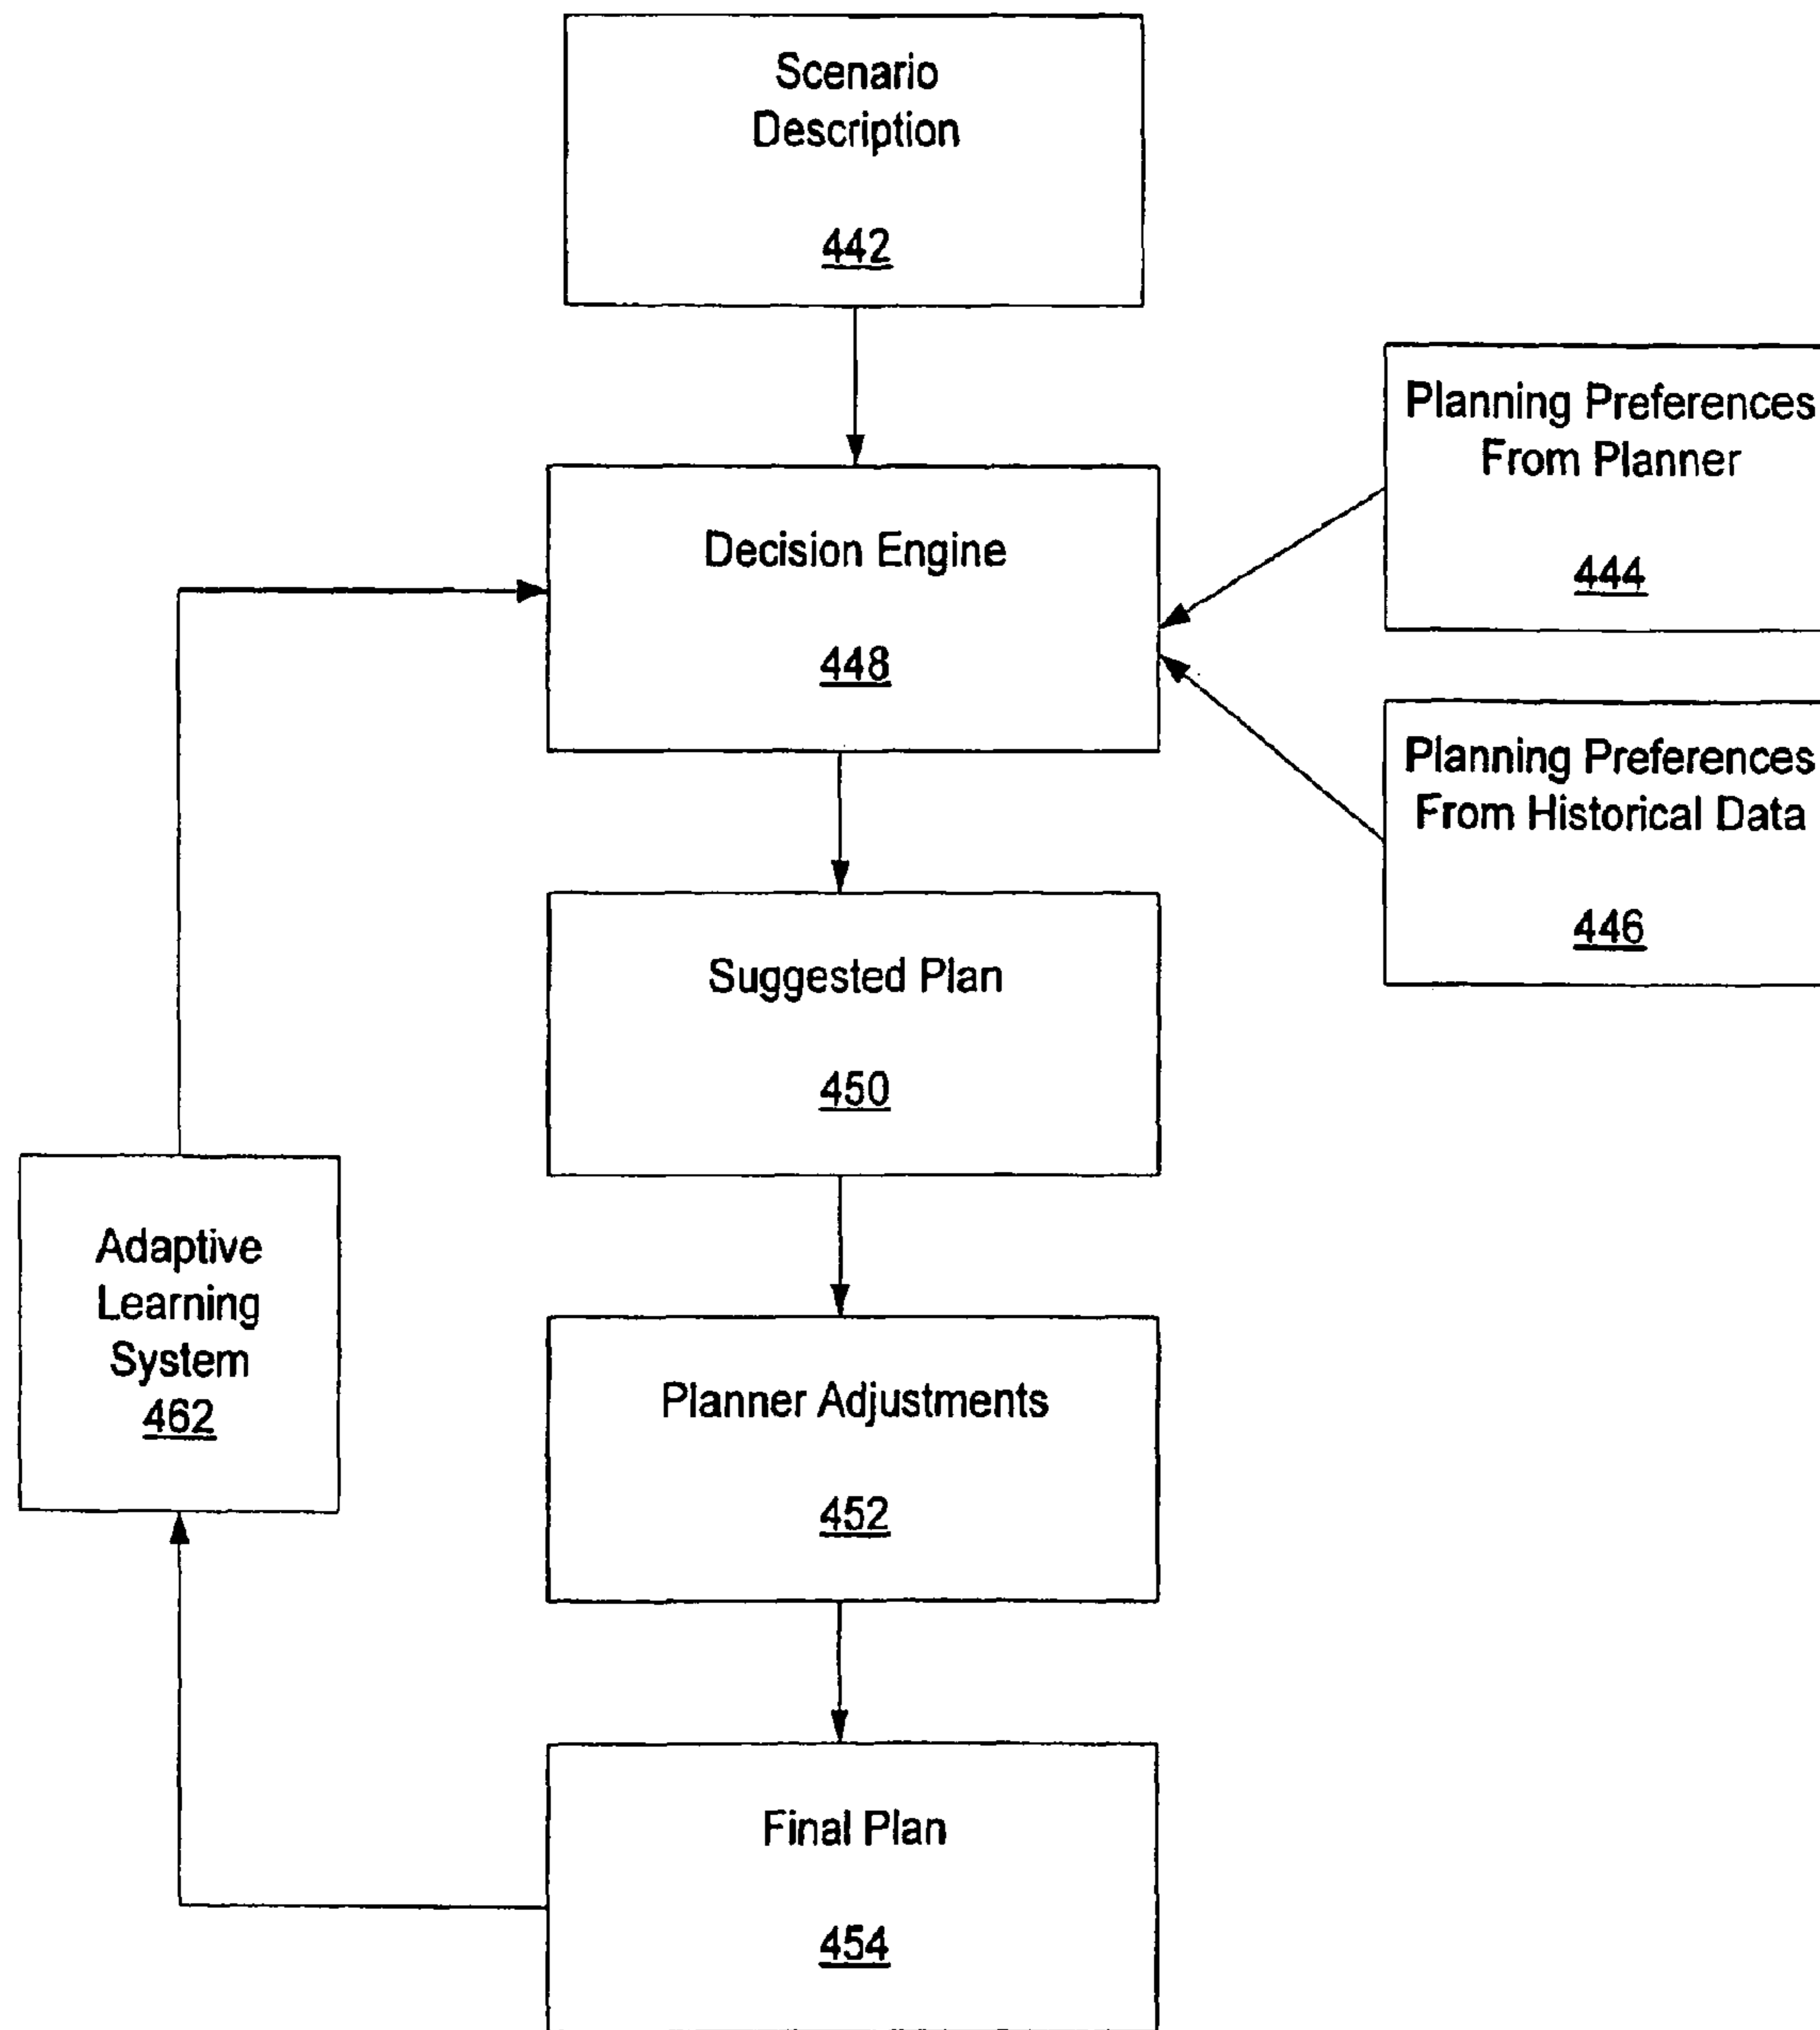 Scenario
Description
442
Planning Preferences
From Planner
444
Decision Engine
448
Planning Preferences
From Historical Data
446
Suggested Plan
450
Adaptive
Learning
System
462
Planner Adjustments
452
Final Plan
454